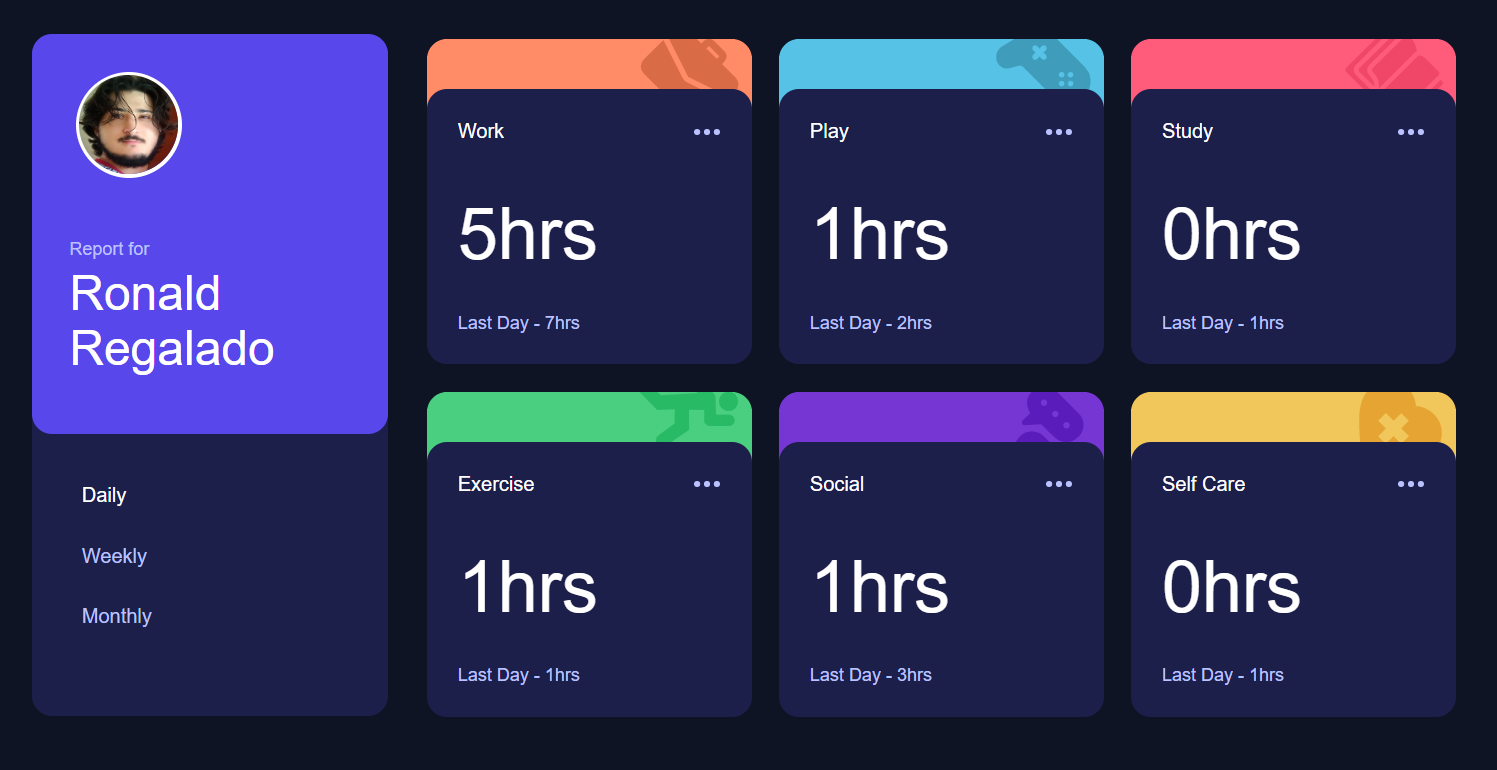 Report for
Ronald
Regalado
Daily
Weekly
Monthly
Work
5hrs
Last Day - 7hrs
Play
1hrs
Last Day - 2hrs
Study
0hrs
Last Day - 1hrs
Exercise
1hrs
Last Day - 1hrs
Social
1hrs
Last Day - 3hrs
Self Care
0hrs
Last Day - 1hrs